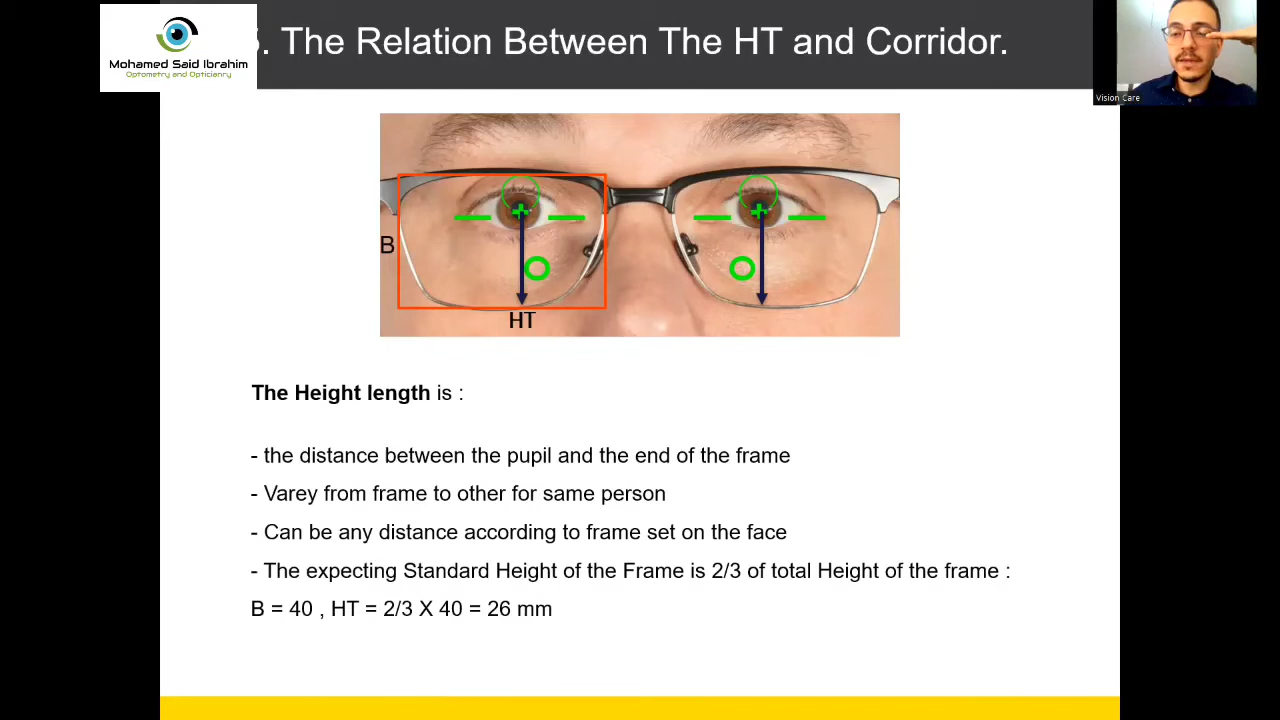 5. The Relation Between The HT and Corridor.
Mohamed Said Ibrahim
Optometry and Opticianry
Vision Care
B
HT
The Height length is :
- the distance between the pupil and the end of the frame
- Varey from frame to other for same person
- Can be any distance according to frame set on the face
- The expecting Standard Height of the Frame is 2/3 of total Height of the frame :
B = 40 , HT = 2/3 X 40 = 26 mm